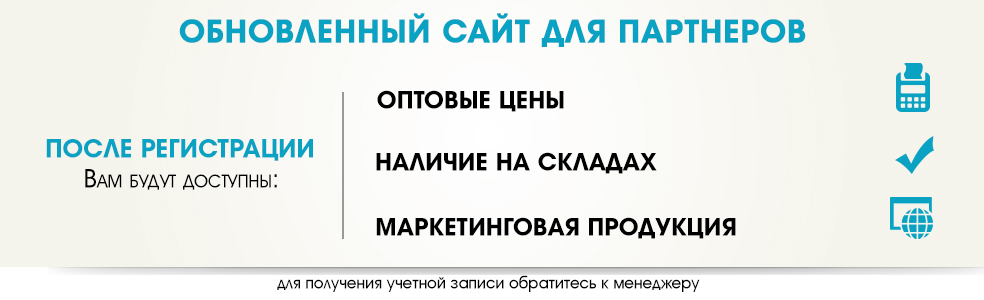 ОБНОВЛЕННЫЙ САЙТ ДЛЯ ПАРТНЕРОВ
ПОСЛЕ РЕГИСТРАЦИИ
Вам будут доступны:
ОПТОВЫЕ ЦЕНЫ
НАЛИЧИЕ НА СКЛАДАХ
МАРКЕТИНГОВАЯ ПРОДУКЦИЯ
для получения учетной записи обратитесь к менеджеру